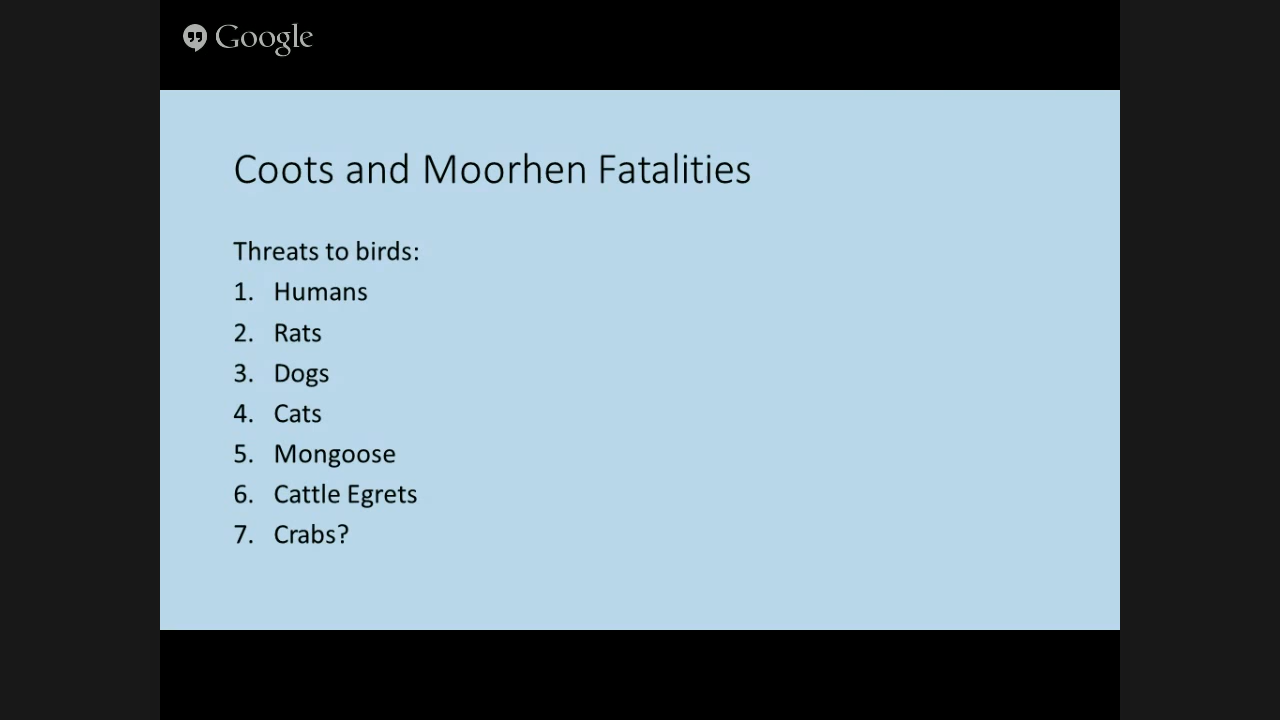 Google
Coots and Moorhen Fatalities
Threats to birds:
1. Humans
2. Rats
3. Dogs
4. Cats
5. Mongoose
6. Cattle Egrets
7. Crabs?